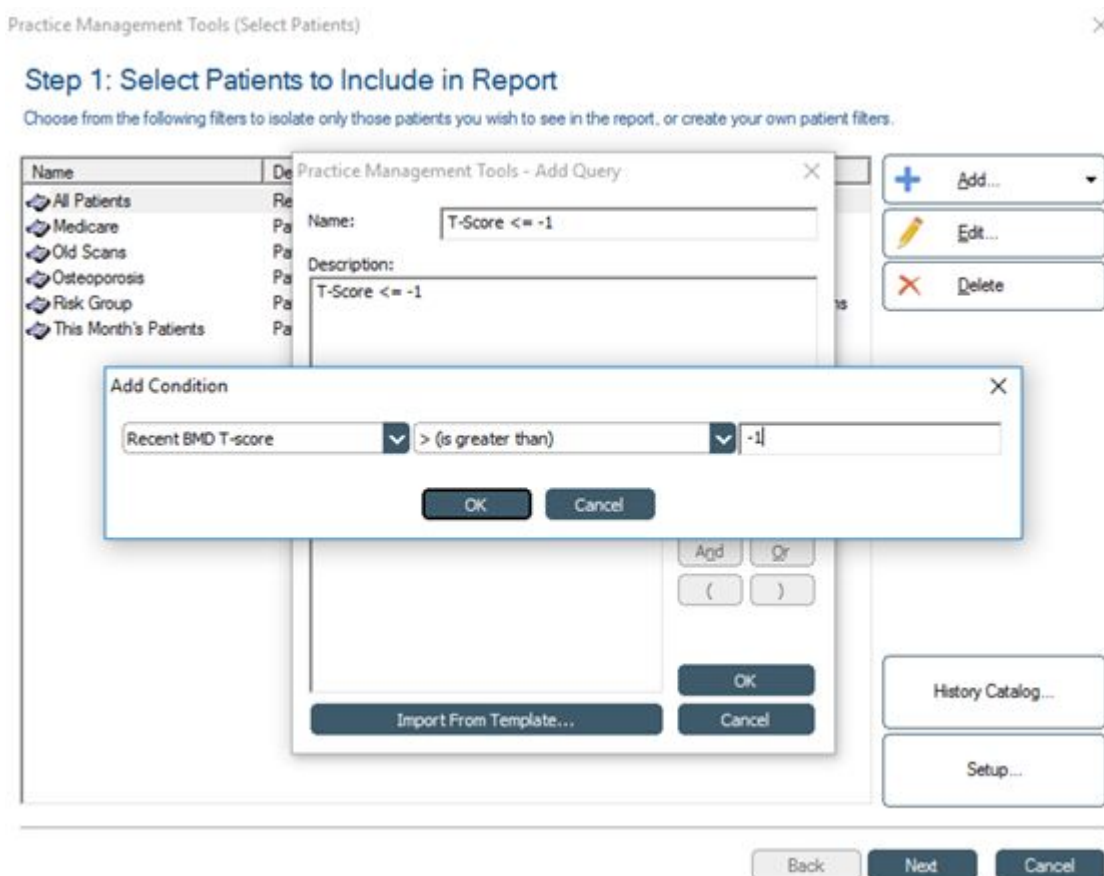 Practice Management Tools (Select Patients)
Step 1: Select Patients to Include in Report
Choose from the following filters to isolate only those patients you wish to see in the report, or create your own patient filters.
Name
De
All Patients
Re
Medicare
Pa
Old Scans
Pa
Osteoporosis
Pa
Risk Group
Pa
ns
This Month's Patients
Pa
Practice Management Tools - Add Query
Name:
T-Score <= -1
Description:
T-Score <= -1
Add...
Edit...
Delete
Add Condition
Recent BMD T-score
> (is greater than)
-1
OK
Cancel
And
Or
(
)
OK
Import From Template...
Cancel
History Catalog...
Setup...
Back
Next
Cancel